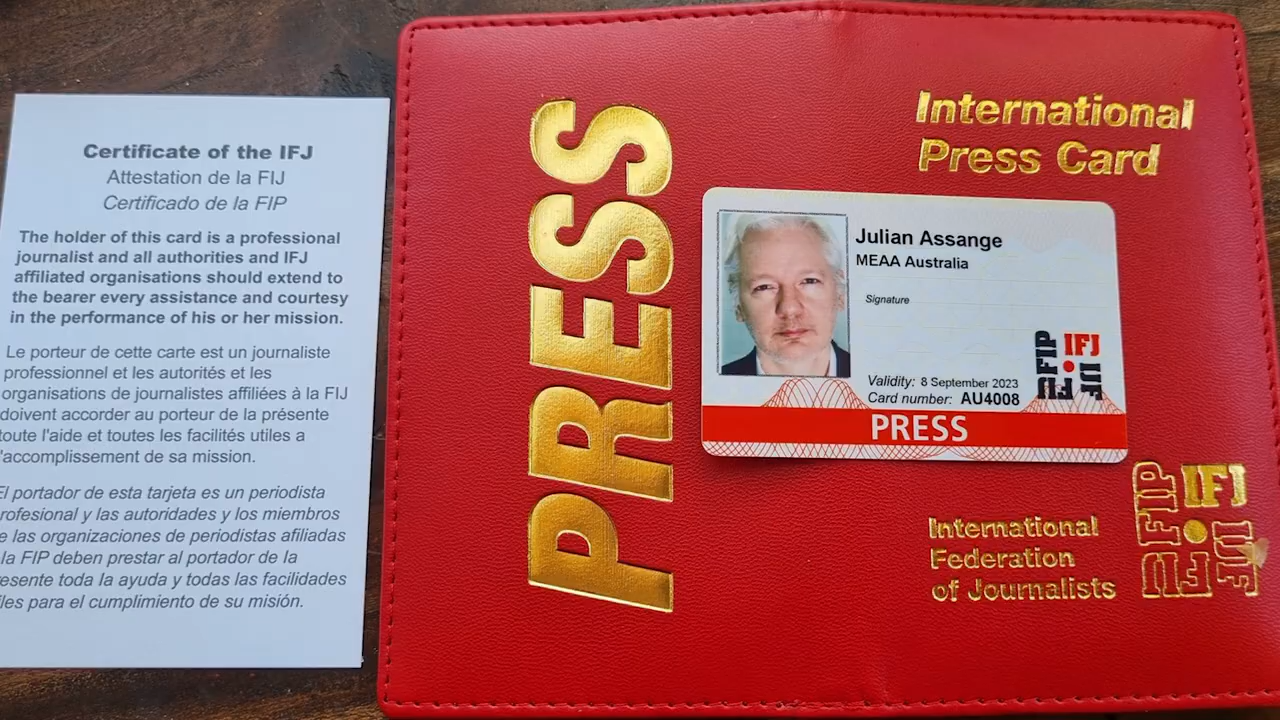 Certificate of the IFJ
Attestation de la FIJ
Certificado de la FIP
The holder of this card is a professional
journalist and all authorities and IFJ
affiliated organisations should extend to
the bearer every assistance and courtesy
in the performance of his or her mission.
Le porteur de cette carte est un journaliste
professionnel et les autorités et les
organisations de journalistes affiliées à la FIJ
doivent accorder au porteur de la présente
toute l'aide et toutes les facilités utiles a
l'accomplissement de sa mission.
El portador de esta tarjeta es un periodista
rofesional y las autoridades y los miembros
e las organizaciones de periodistas afiliadas
la FIP deben prestar al portador de la
resente toda la ayuda y todas las facilidades
les para el cumplimiento de su misión.
PRESS
International
Press Card
Julian Assange
MEAA Australia
Signature
Validity: 8 September 2023
Card number: AU4008
FIP IFJ
FIJ
PRESS
International
Federation
of Journalists
FIP IFJ
FIJ